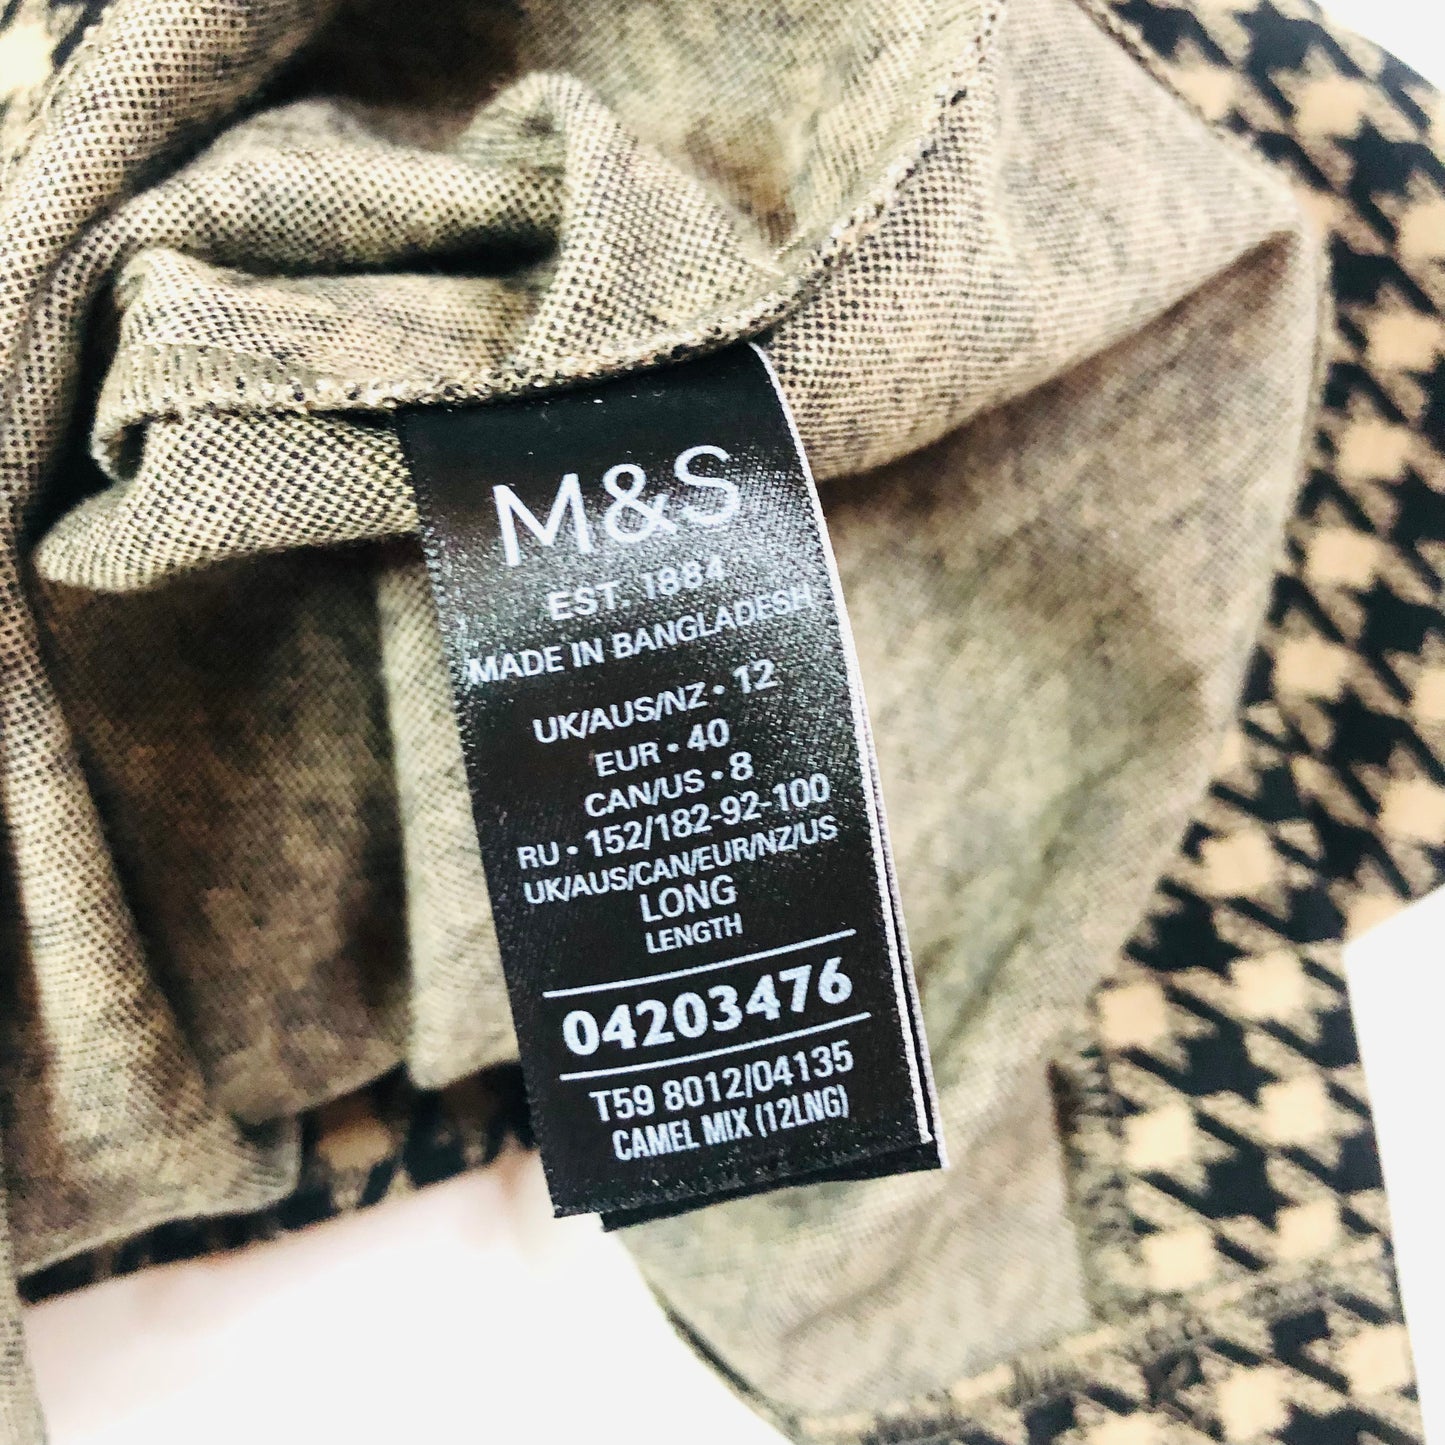 M&S
EST. 1884
MADE IN BANGLADESH
UK/AUS/NZ • 12
EUR • 40
CAN/US • 8
RU • 152/182-92-100
UK/AUS/CAN/EUR/NZ/US
LONG
LENGTH
04203476
T59 8012/04135
CAMEL MIX (12LNG)